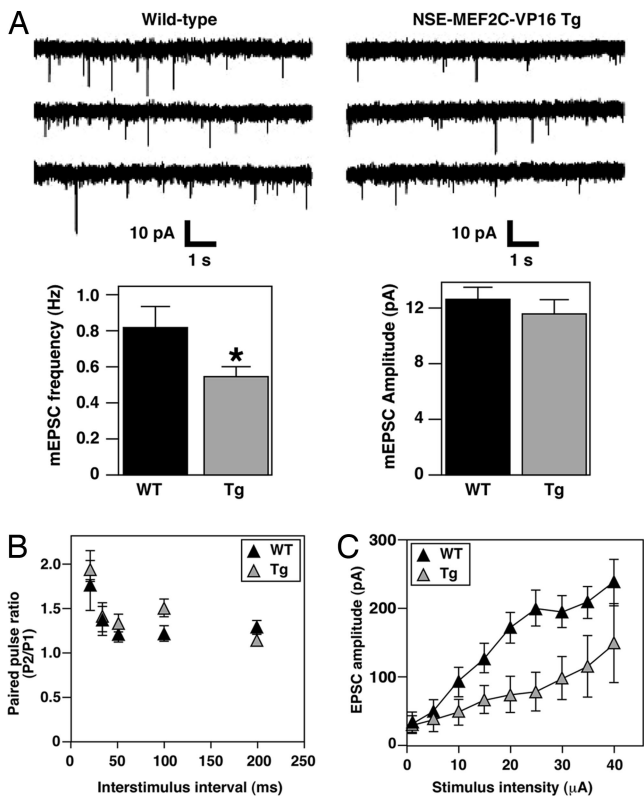 A
Wild-type
NSE-MEF2C-VP16 Tg
10 pA
1 s
10 pA
1 s
mEPSC frequency (Hz)
1.0
0.8
0.6
0.4
0.2
0
*
WT
Tg
mEPSC Amplitude (pA)
12
8
4
0
WT
Tg
B
WT
Tg
Paired pulse ratio
(P2/P1)
2.0
1.5
1.0
0.5
0
0
50
100
150
200
250
Interstimulus interval (ms)
C
WT
Tg
EPSC amplitude (pA)
300
200
100
0
0
10
20
30
40
Stimulus intensity (μA)